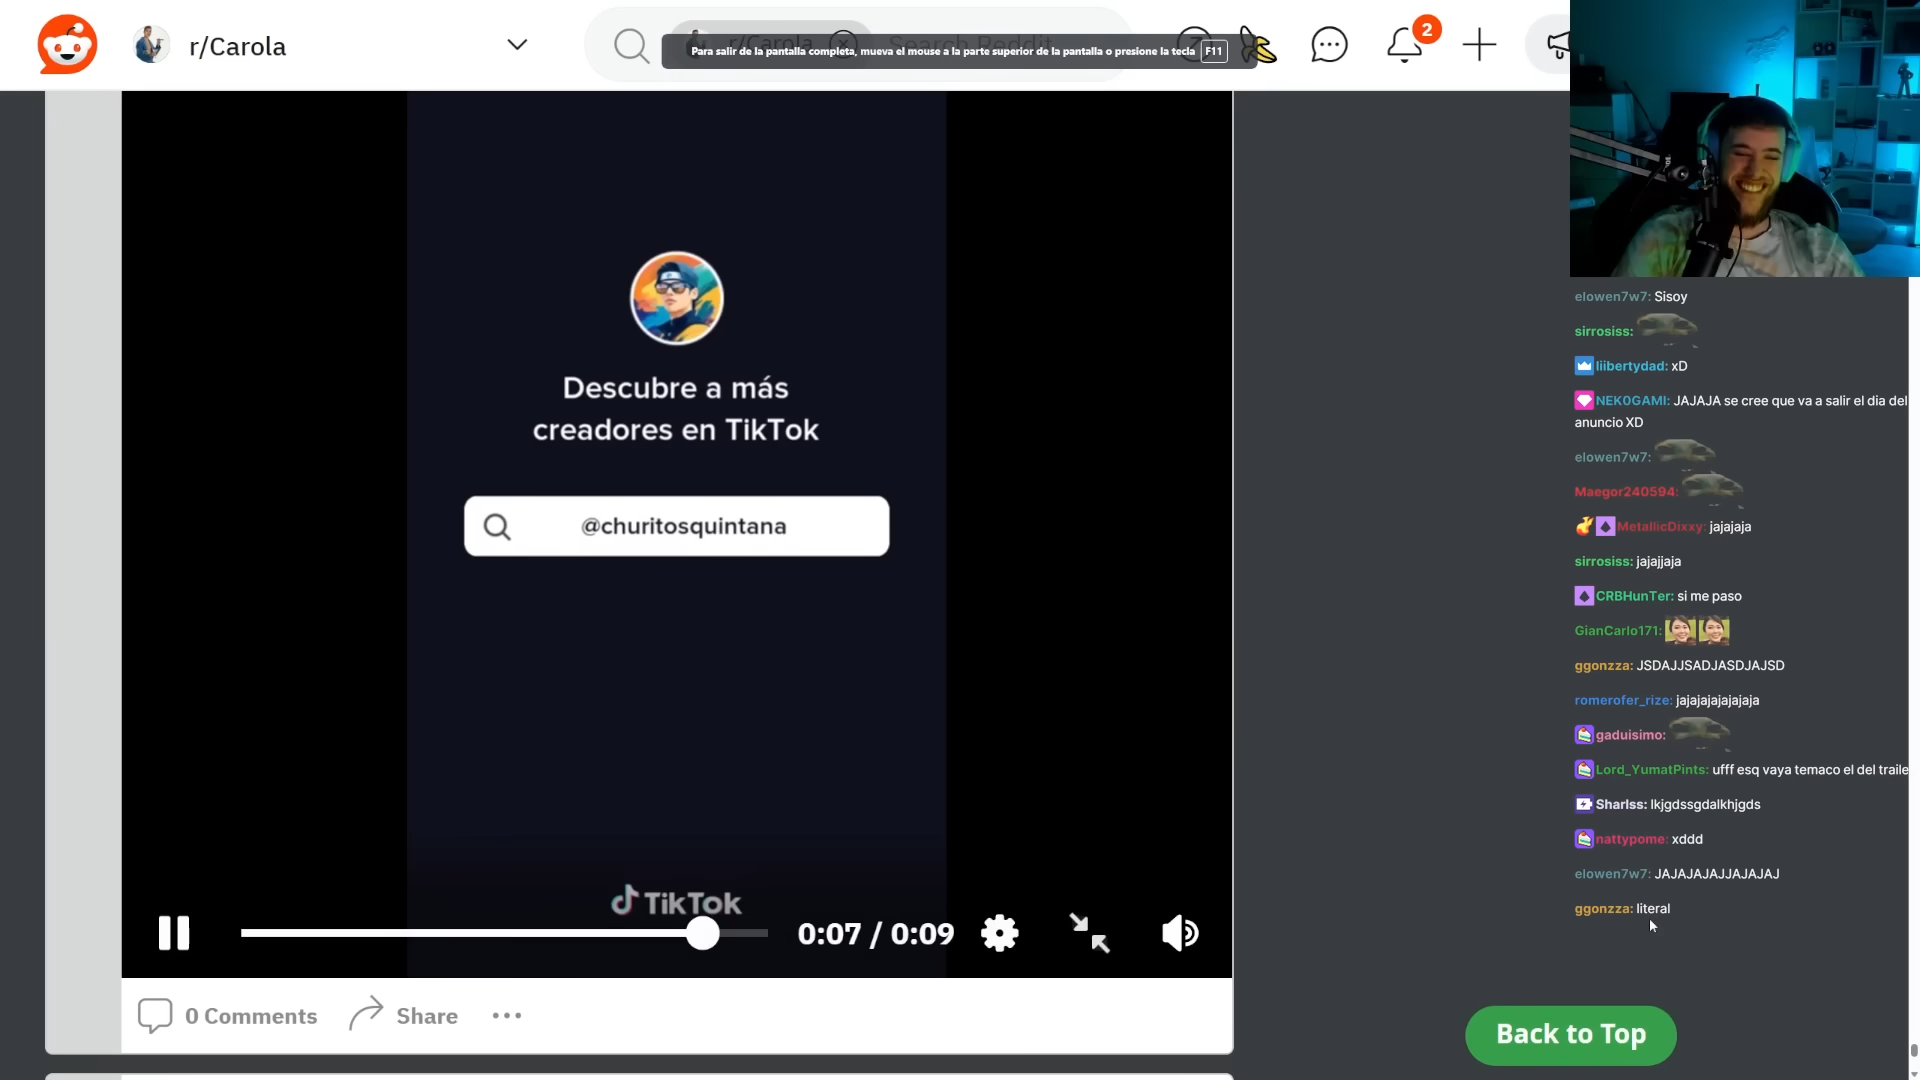 r/Carola
Para salir de la pantalla completa, mueva el mouse a la parte superior de la pantalla o presione la tecla F11
2
Descubre a más
creadores en TikTok
@churitosquintana
TikTok
0:07 / 0:09
0 Comments
Share
elowen7w7: Sisoy
sirrosiss:
liibertydad: xD
NEK0GAMI: JAJAJA se cree que va a salir el dia del
anuncio XD
elowen7w7:
Maegor240594:
MetallicDixxy: jajajaja
sirrosiss: jajajjaja
CRBHunTer: si me paso
GianCarlo171:
ggonzza: JSDAJJSADJASDJAJSD
romerofer_rize: jajajajajajajaja
gaduisimo:
Lord_YumatPints: ufff esq vaya temaco el del traile
Sharlss: lkjgdssgdalkhjgds
nattypome: xddd
elowen7w7: JAJAJAJAJJAJAJAJ
ggonzza: literal
Back to Top